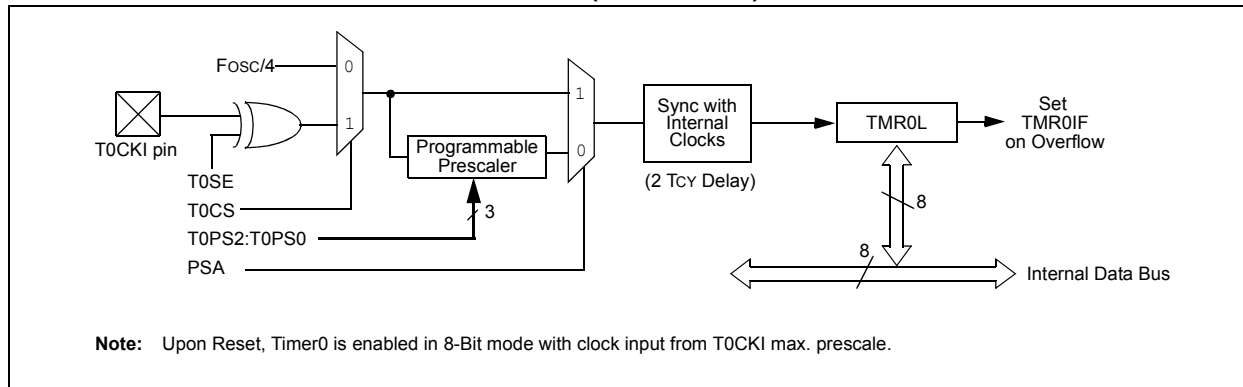 Fosc/4
0
1
T0CKI pin
T0SE
T0CS
T0PS2:T0PS0
PSA
Programmable
Prescaler
3
1
0
Sync with
Internal
Clocks
(2 TCY Delay)
TMR0L
Set
TMR0IF
on Overflow
8
8
Internal Data Bus
Note: Upon Reset, Timer0 is enabled in 8-Bit mode with clock input from T0CKI max. prescale.